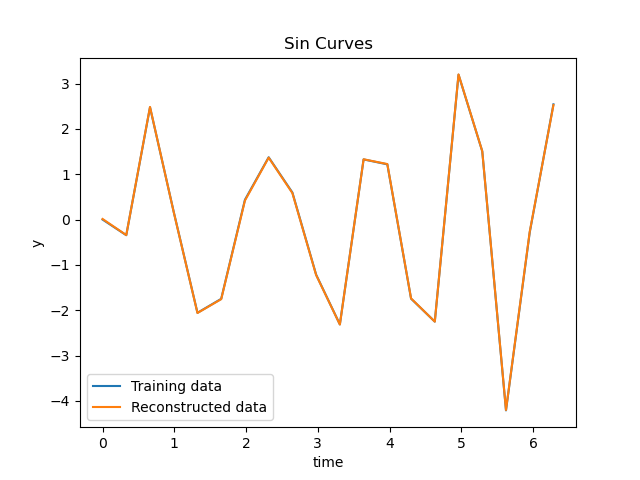 Sin Curves
3
2
1
0
−1
−2
−3
−4
y
Training data
Reconstructed data
0 1 2 3 4 5 6
time